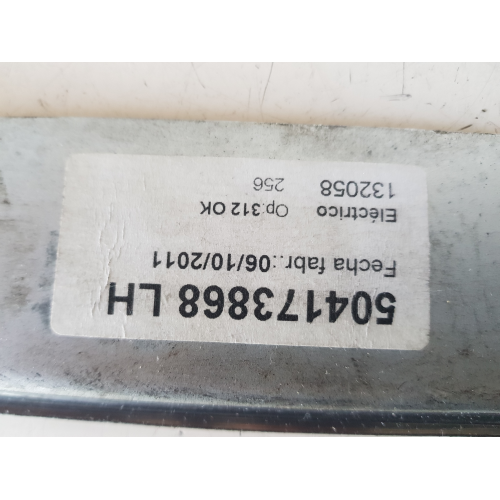 504173868 LH
Fecha fabr.:06/10/2011
Eléctrico Op:312 OK
132058 256